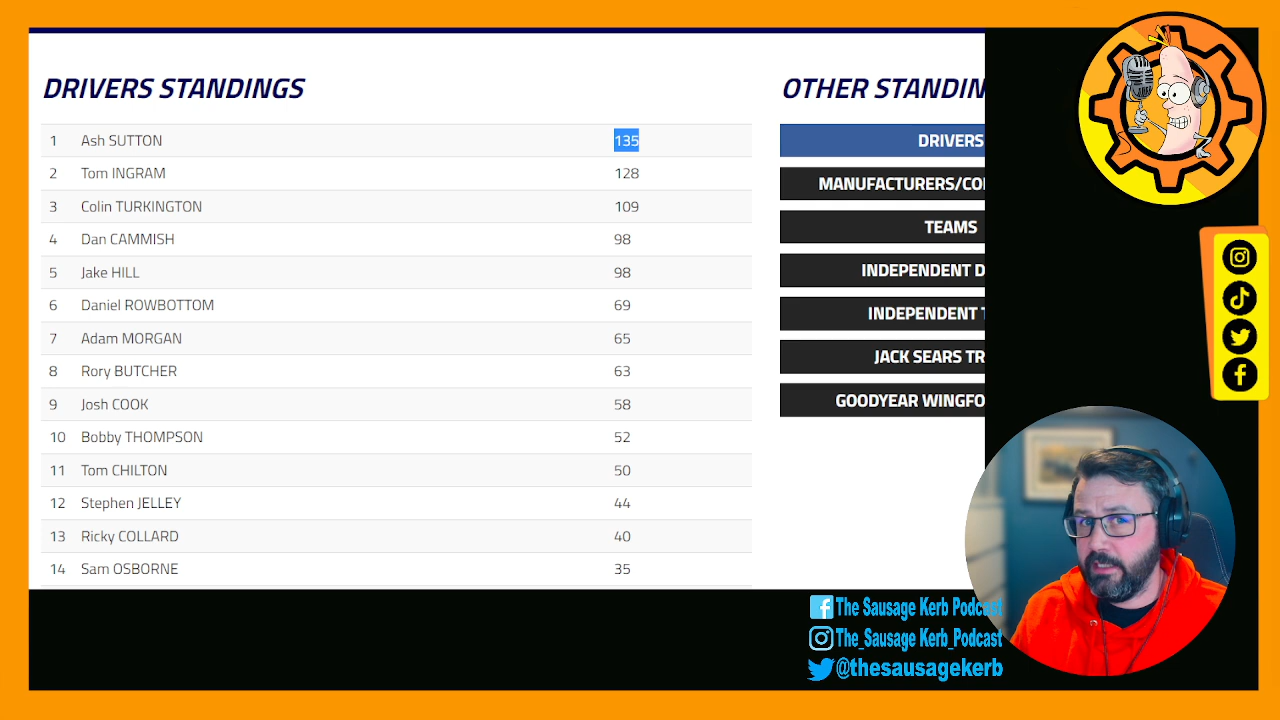 DRIVERS STANDINGS
1 Ash SUTTON 135
2 Tom INGRAM 128
3 Colin TURKINGTON 109
4 Dan CAMMISH 98
5 Jake HILL 98
6 Daniel ROWBOTTOM 69
7 Adam MORGAN 65
8 Rory BUTCHER 63
9 Josh COOK 58
10 Bobby THOMPSON 52
11 Tom CHILTON 50
12 Stephen JELLEY 44
13 Ricky COLLARD 40
14 Sam OSBORNE 35
OTHER STANDIN
DRIVERS
MANUFACTURERS/CO
TEAMS
INDEPENDENT D
INDEPENDENT T
JACK SEARS TR
GOODYEAR WINGFO
The Sausage Kerb Podcast
The_Sausage Kerb_Podcast
@thesausagekerb